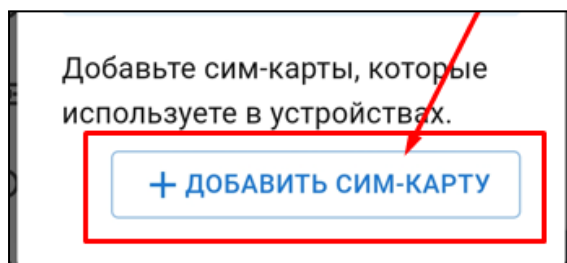 Добавьте сим-карты, которые
используете в устройствах.
+ ДОБАВИТЬ СИМ-КАРТУ